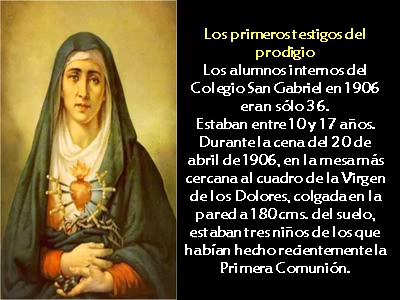 Los primeros testigos del
prodigio
Los alumnos internos del
Colegio San Gabriel en 1906
eran sólo 36.
Estaban entre 10 y 17 años.
Durante la cena del 20 de
abril de 1906, en la mesa más
cercana al cuadro de la Virgen
de los Dolores, colgada en la
pared a 180 cms. del suelo,
estaban tres niños de los que
habían hecho recientemente la
Primera Comunión.